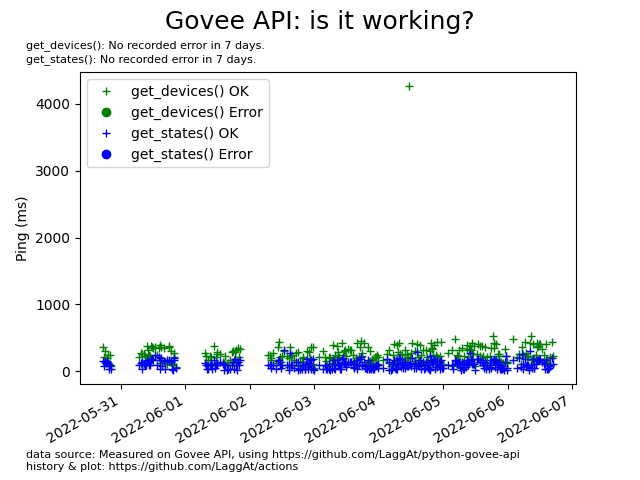 Govee API: is it working?
get_devices(): No recorded error in 7 days.
get_states(): No recorded error in 7 days.
get_devices() OK
get_devices() Error
get_states() OK
get_states() Error
Ping (ms)
4000
3000
2000
1000
0
2022-05-31
2022-06-01
2022-06-02
2022-06-03
2022-06-04
2022-06-05
2022-06-06
2022-06-07
data source: Measured on Govee API, using https://github.com/LaggAt/python-govee-api
history & plot: https://github.com/LaggAt/actions